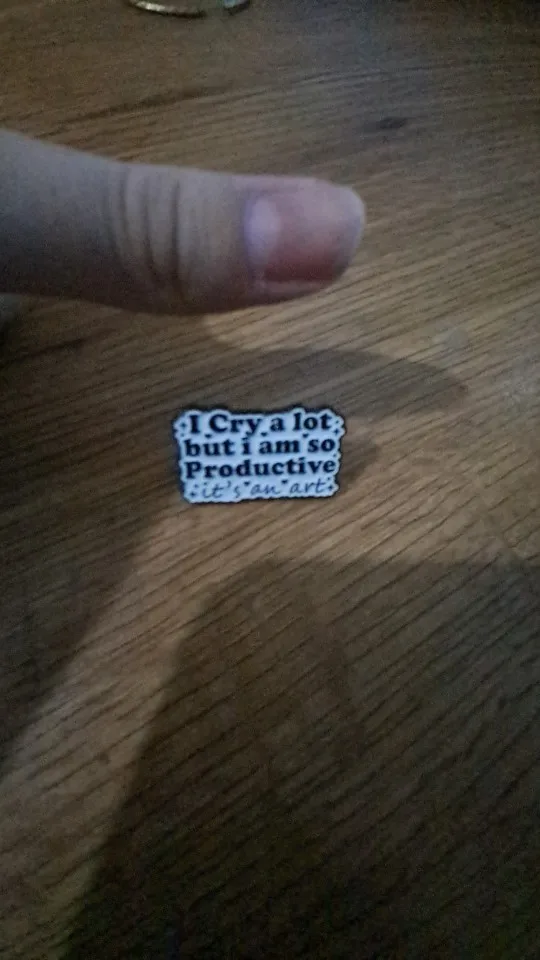 I Cry a lot
but i am so
Productive
it's an art